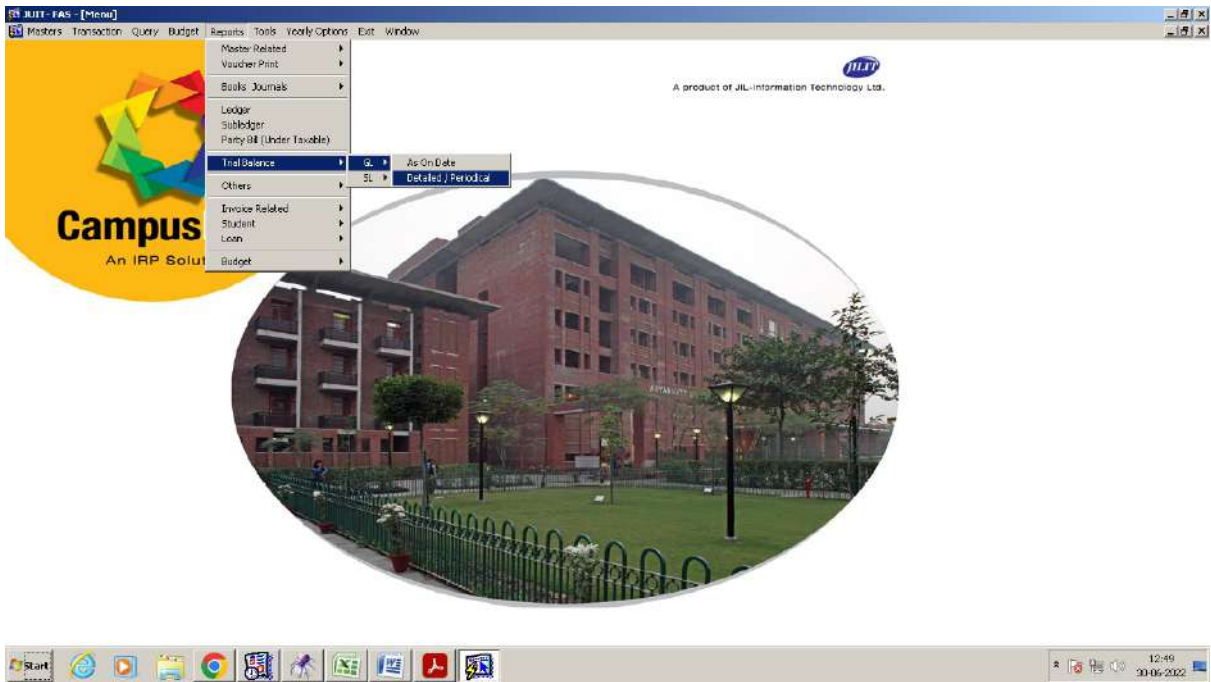 JUIT-FAS - [Menu]
Masters Transaction Query Budget Reports Tools Yearly Options Exit Window
Master Related
Voucher Print
Books Journals
Ledger
Subledger
Party Bill (Under Taxable)
Trial Balance
GL
As On Date
SL
Detailed / Periodical
Others
Invoice Related
Student
Loan
Budget
Campus
An IRP Solut
JILIT
A product of JIL-Information Technology Ltd.
Start
12:49
30-06-2022